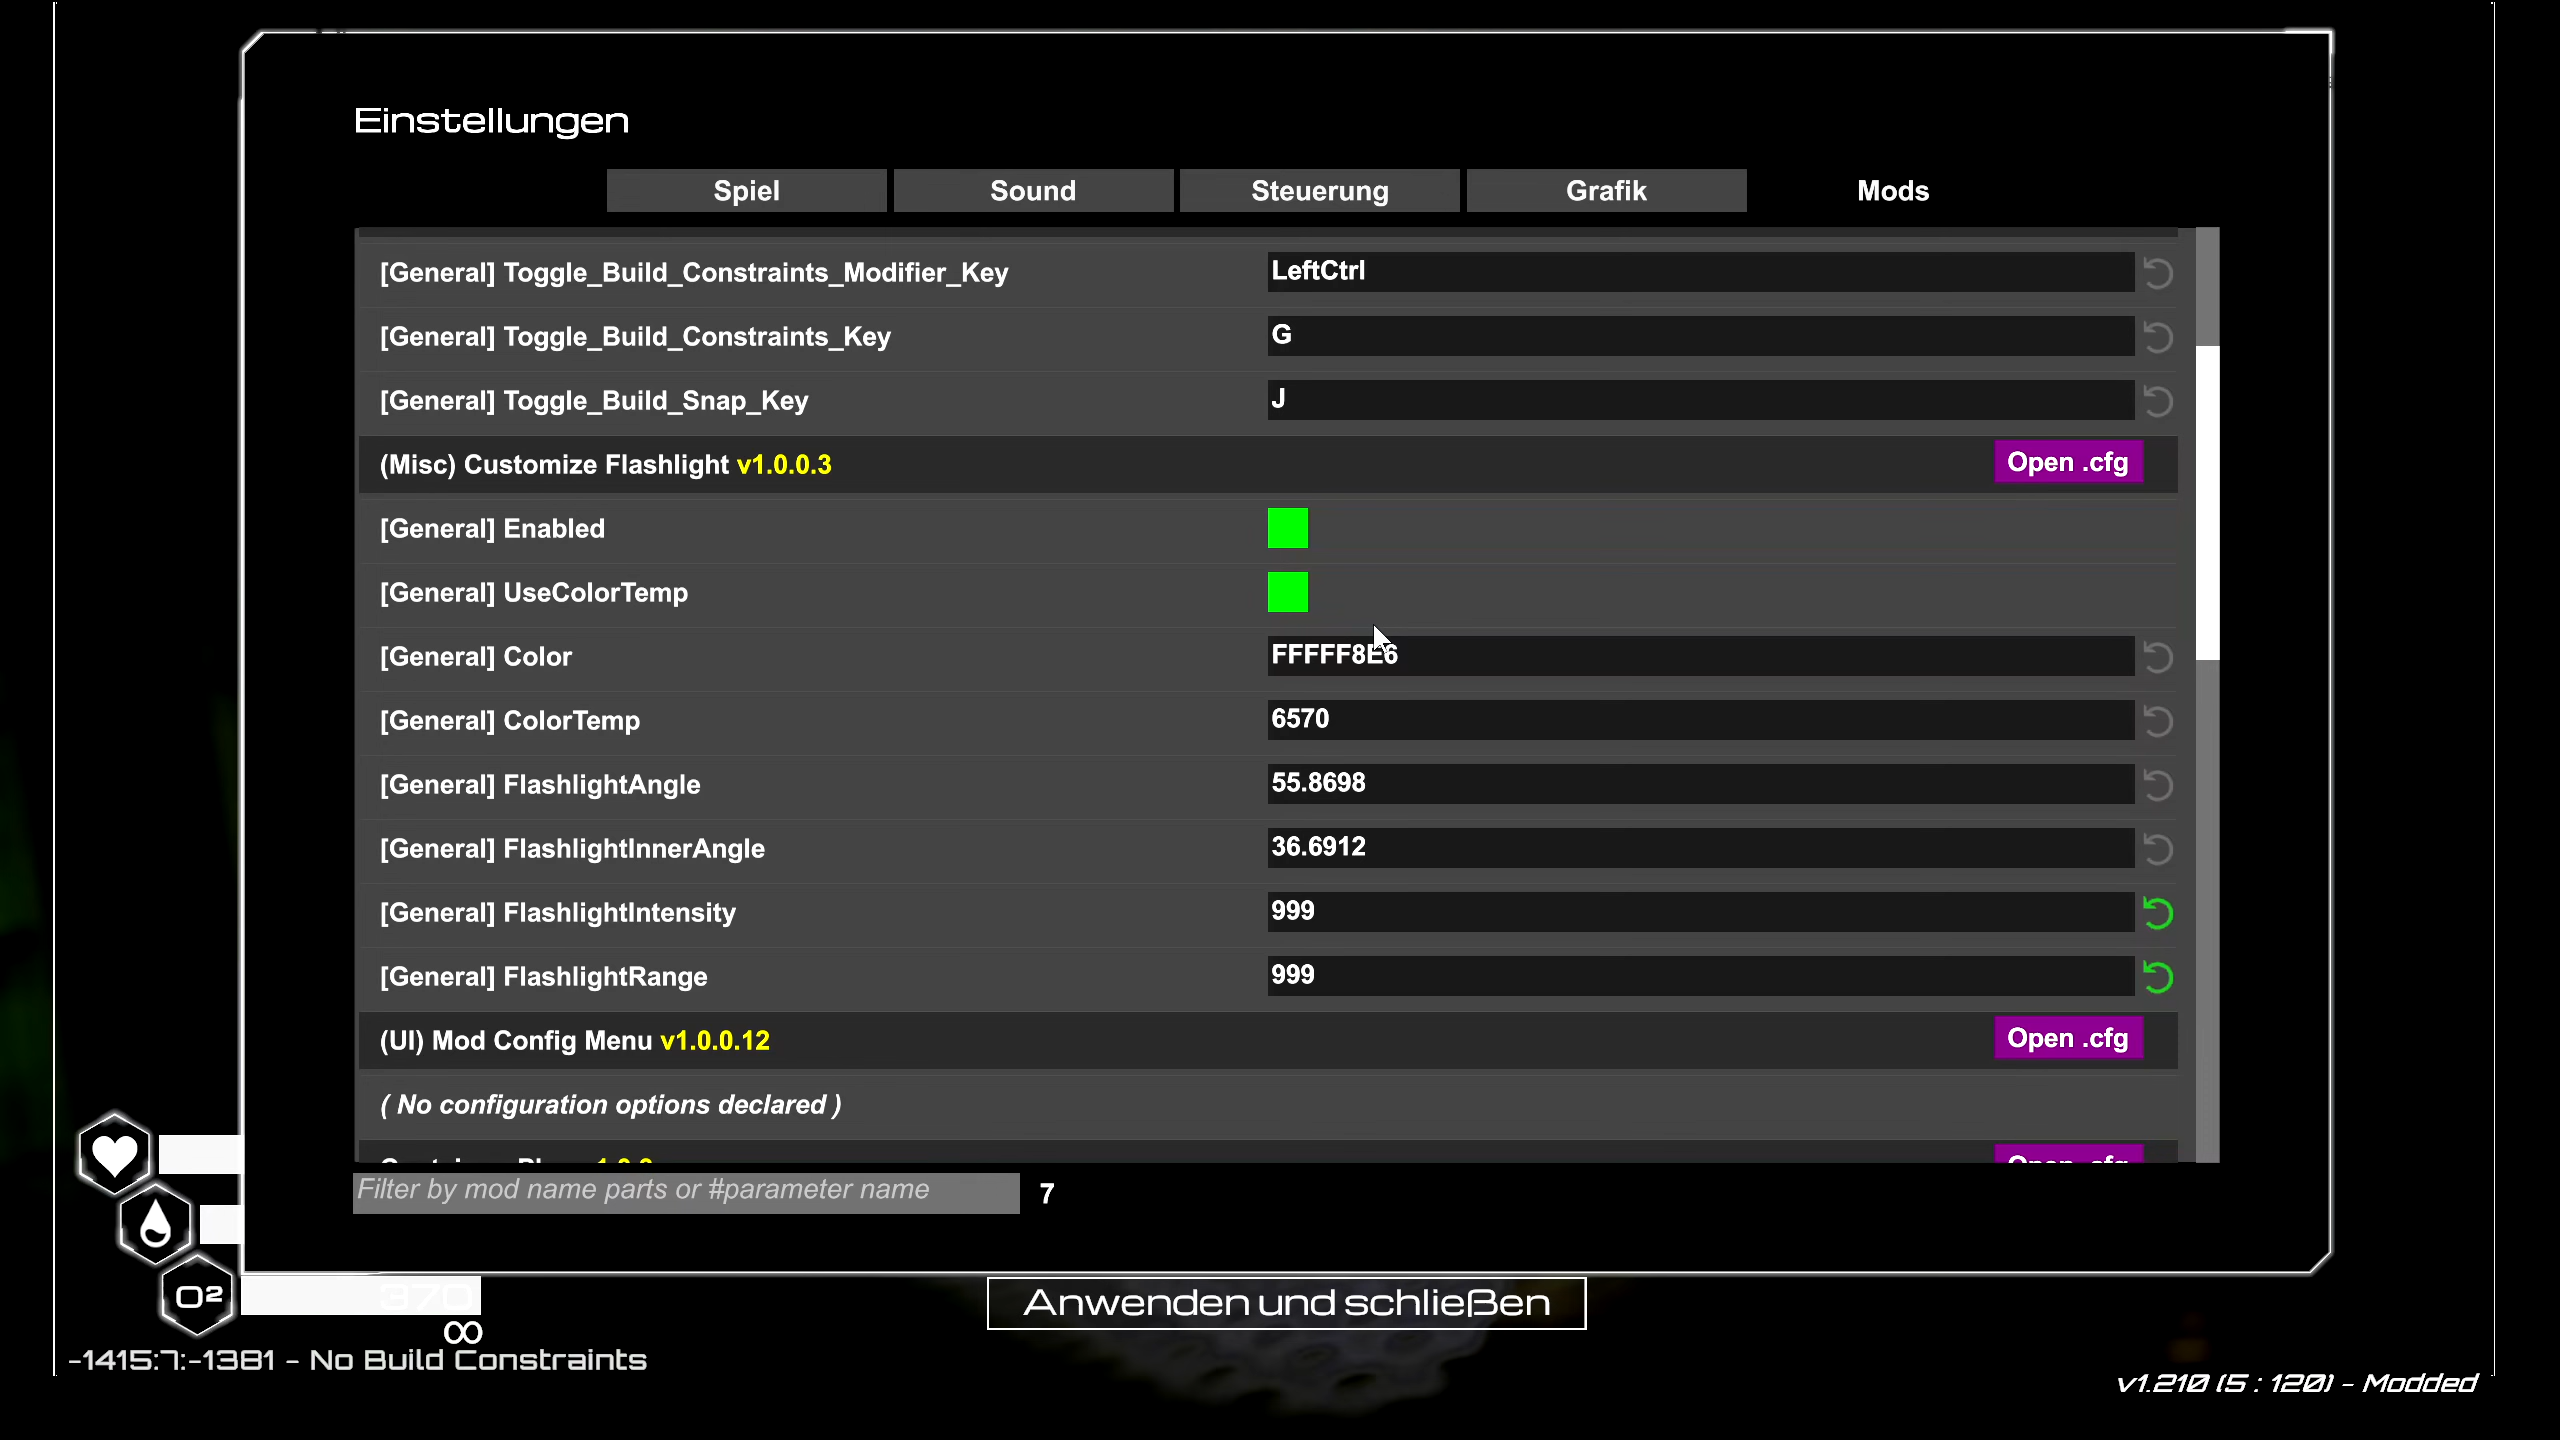 Einstellungen
Spiel Sound Steuerung Grafik Mods
[General] Toggle_Build_Constraints_Modifier_Key LeftCtrl
[General] Toggle_Build_Constraints_Key G
[General] Toggle_Build_Snap_Key J
(Misc) Customize Flashlight v1.0.0.3 Open .cfg
[General] Enabled
[General] UseColorTemp
[General] Color FFFFF8E6
[General] ColorTemp 6570
[General] FlashlightAngle 55.8698
[General] FlashlightInnerAngle 36.6912
[General] FlashlightIntensity 999
[General] FlashlightRange 999
(UI) Mod Config Menu v1.0.0.12 Open .cfg
( No configuration options declared )
Open .cfg
Filter by mod name parts or #parameter name 7
O2 370
∞
Anwenden und schließen
-1415:7:-1381 - No Build Constraints
v1.210 (5 : 120) - Modded